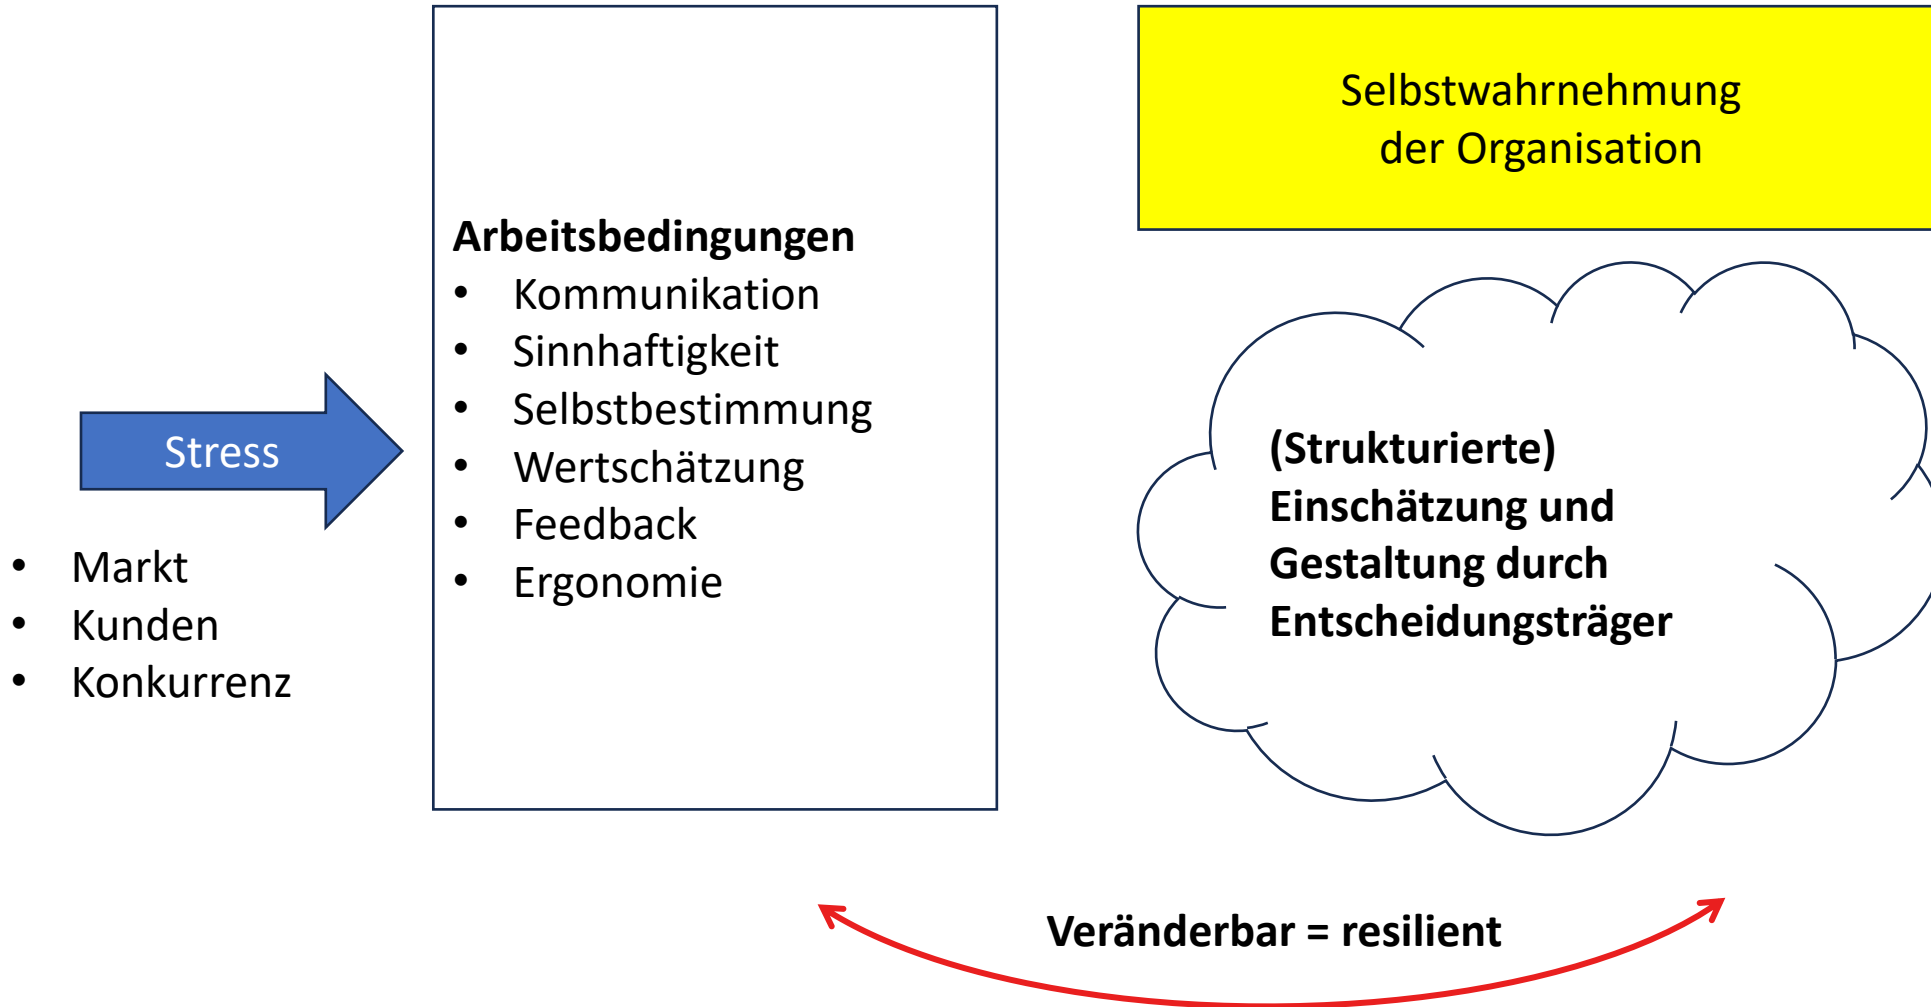 Stress
• Markt
• Kunden
• Konkurrenz
Arbeitsbedingungen
• Kommunikation
• Sinnhaftigkeit
• Selbstbestimmung
• Wertschätzung
• Feedback
• Ergonomie
Selbstwahrnehmung
der Organisation
(Strukturierte)
Einschätzung und
Gestaltung durch
Entscheidungsträger
Veränderbar = resilient